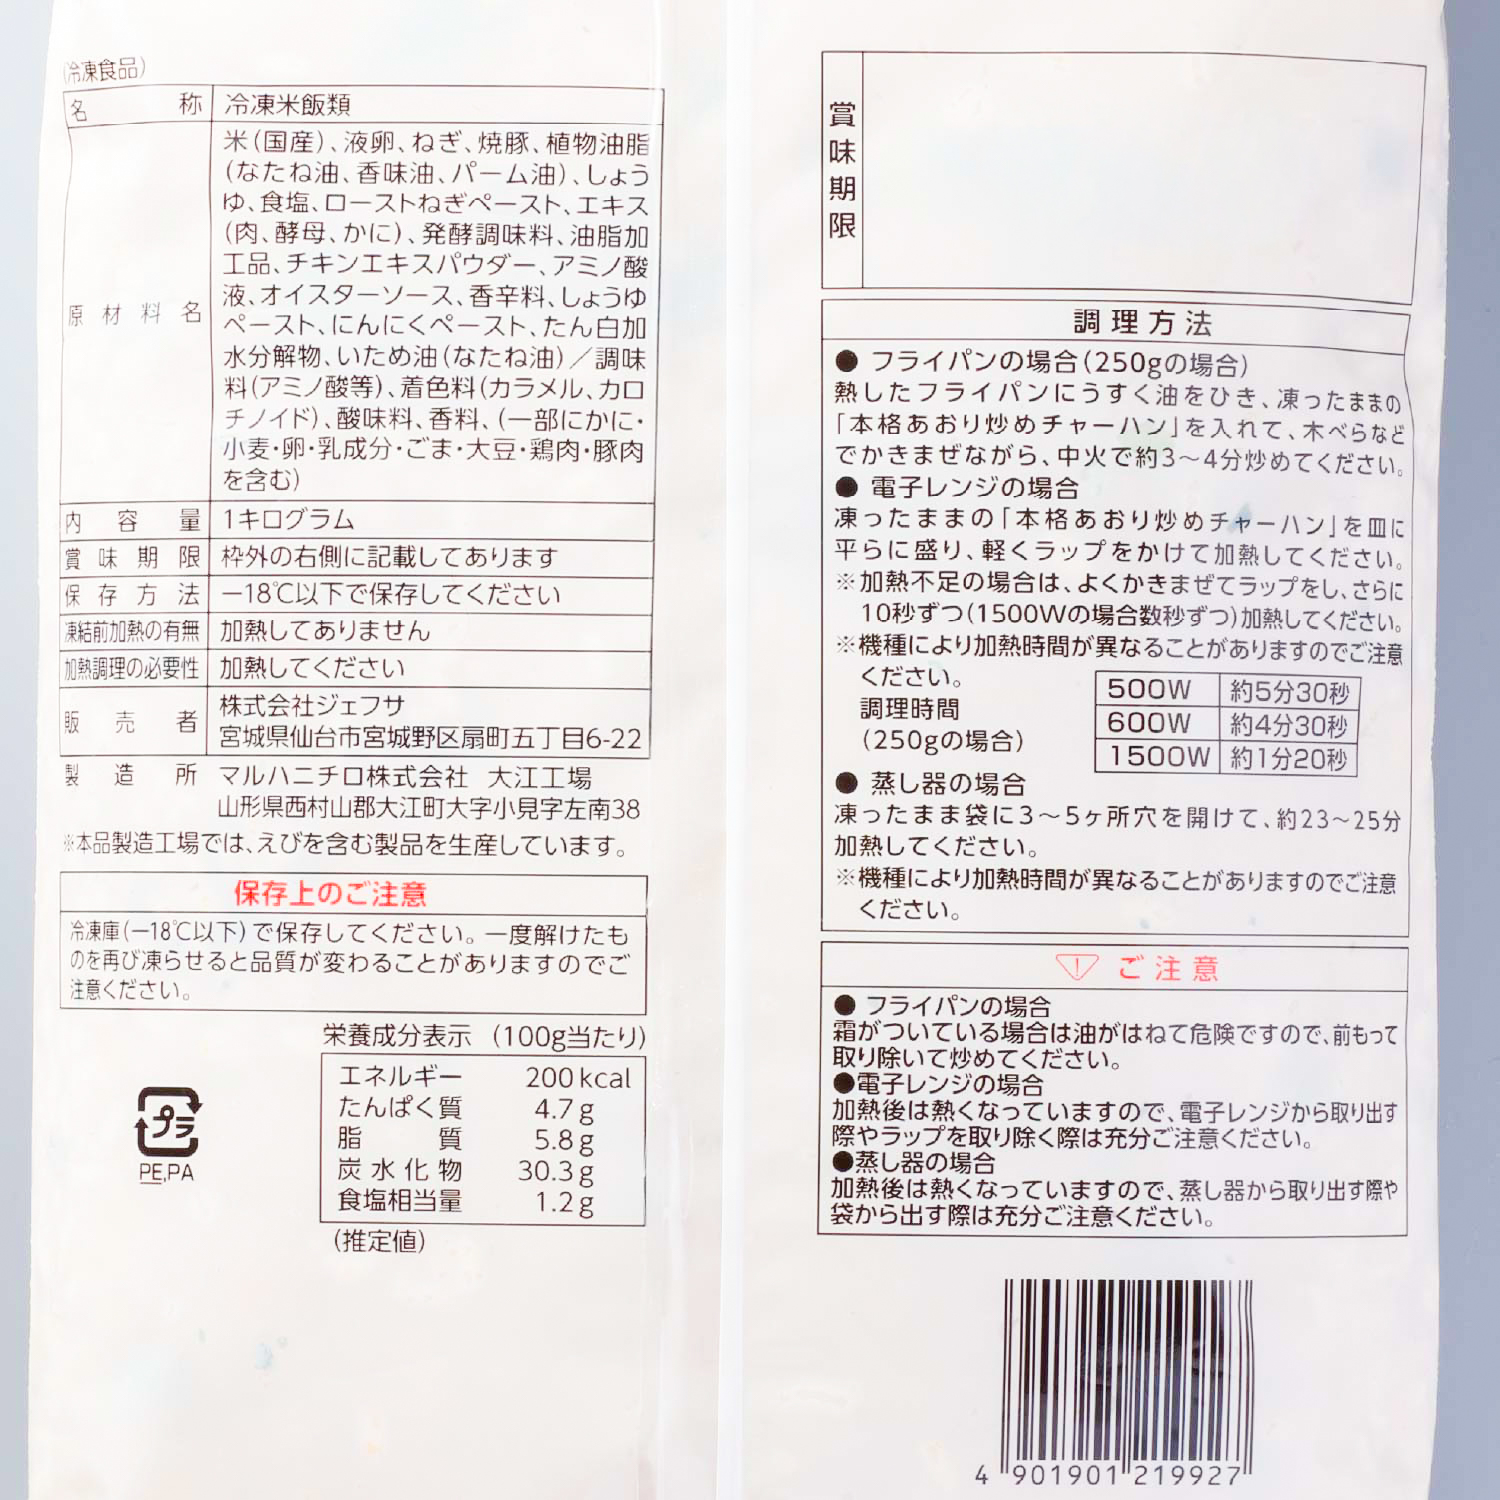 (冷凍食品)
名称 冷凍米飯類
原材料名 米(国産)、液卵、ねぎ、焼豚、植物油脂
(なたね油、香味油、パーム油)、しょう
ゆ、食塩、ローストねぎペースト、エキス
(肉、酵母、かに)、発酵調味料、油脂加
工品、チキンエキスパウダー、アミノ酸
液、オイスターソース、香辛料、しょうゆ
ペースト、にんにくペースト、たん白加
水分解物、いため油(なたね油)/調味
料(アミノ酸等)、着色料(カラメル、カロ
チノイド)、酸味料、香料、(一部にかに・
小麦・卵・乳成分・ごま・大豆・鶏肉・豚肉
を含む)
内容量 1キログラム
賞味期限 枠外の右側に記載してあります
保存方法 −18℃以下で保存してください
凍結前加熱の有無 加熱してありません
加熱調理の必要性 加熱してください
販売者 株式会社ジェフサ
宮城県仙台市宮城野区扇町五丁目6-22
製造所 マルハニチロ株式会社 大江工場
山形県西村山郡大江町大字小見字左南38
※本品製造工場では、えびを含む製品を生産しています。
保存上のご注意
冷凍庫(−18℃以下)で保存してください。一度解けたも
のを再び凍らせると品質が変わることがありますのでご
注意ください。
栄養成分表示 (100g当たり)
エネルギー 200kcal
たんぱく質 4.7g
脂質 5.8g
炭水化物 30.3g
食塩相当量 1.2g
(推定値)
プラ
PE,PA
賞味期限
調理方法
● フライパンの場合(250gの場合)
熱したフライパンにうすく油をひき、凍ったままの
「本格あおり炒めチャーハン」を入れて、木べらなど
でかきまぜながら、中火で約3〜4分炒めてください。
● 電子レンジの場合
凍ったままの「本格あおり炒めチャーハン」を皿に
平らに盛り、軽くラップをかけて加熱してください。
※加熱不足の場合は、よくかきまぜてラップをし、さらに
10秒ずつ(1500Wの場合数秒ずつ)加熱してください。
※機種により加熱時間が異なることがありますのでご注意
ください。
調理時間
(250gの場合)
500W 約5分30秒
600W 約4分30秒
1500W 約1分20秒
● 蒸し器の場合
凍ったまま袋に3〜5ヶ所穴を開けて、約23〜25分
加熱してください。
※機種により加熱時間が異なることがありますのでご注意
ください。
ご注意
● フライパンの場合
霜がついている場合は油がはねて危険ですので、前もって
取り除いて炒めてください。
●電子レンジの場合
加熱後は熱くなっていますので、電子レンジから取り出す
際やラップを取り除く際は充分ご注意ください。
●蒸し器の場合
加熱後は熱くなっていますので、蒸し器から取り出す際や
袋から出す際は充分ご注意ください。
4 901901 219927